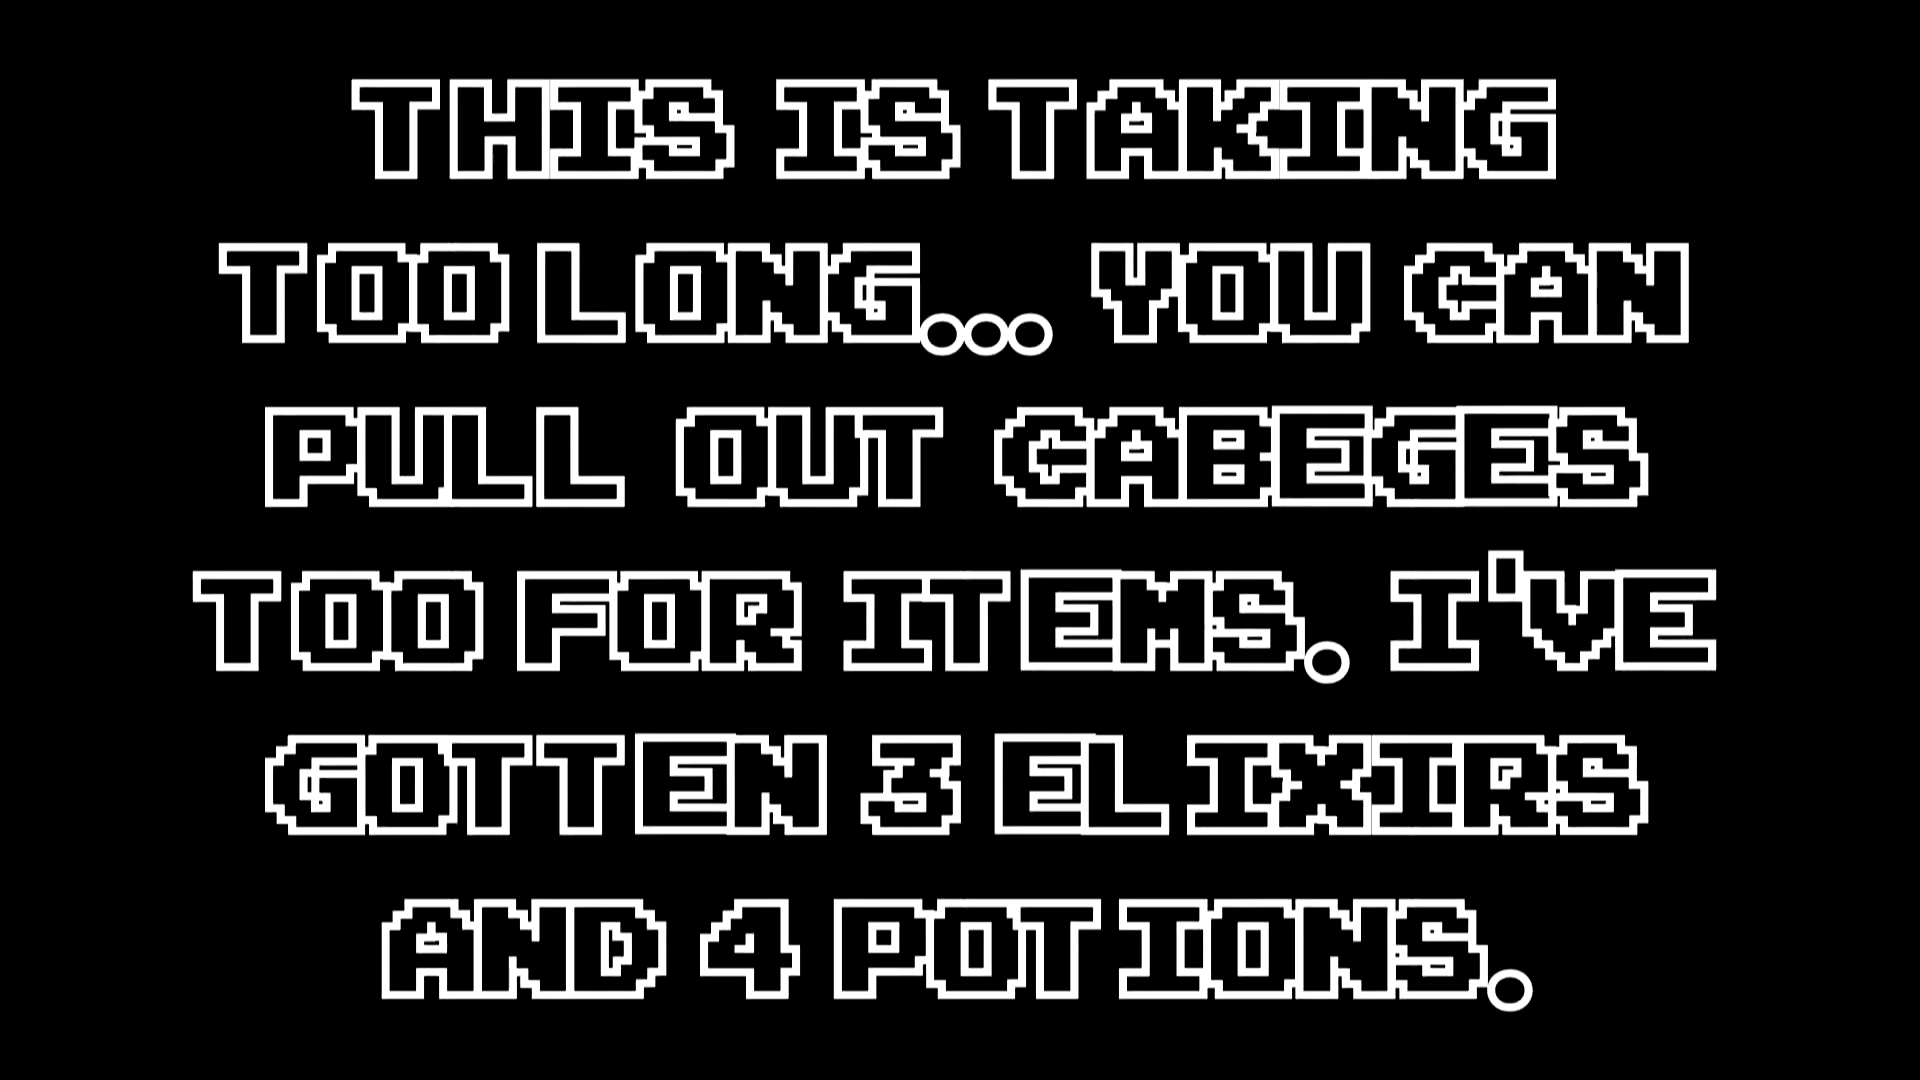 THIS IS TAKING
TOO LONG... YOU CAN
PULL OUT CABEGES
TOO FOR ITEMS. I'VE
GOTTEN 3 ELIXIRS
AND 4 POTIONS.